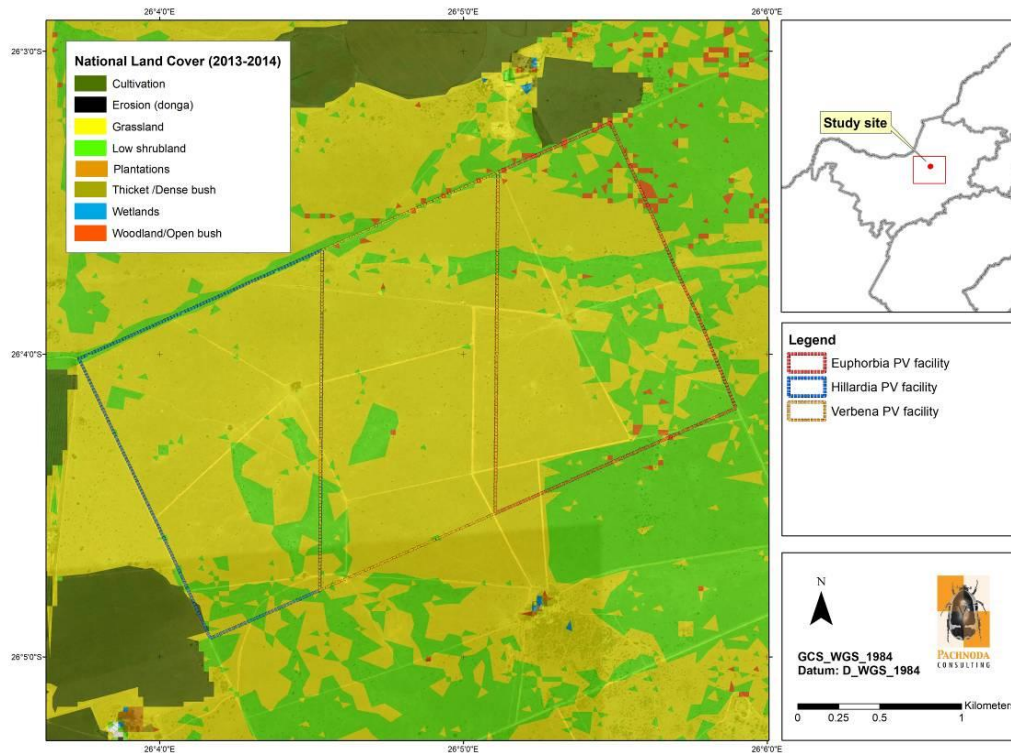 26°4'0"E
26°5'0"E
26°6'0"E
26°3'0"S
26°4'0"S
26°5'0"S
National Land Cover (2013-2014)
Cultivation
Erosion (donga)
Grassland
Low shrubland
Plantations
Thicket /Dense bush
Wetlands
Woodland/Open bush
26°4'0"E
26°5'0"E
26°6'0"E
Study site
Legend
Euphorbia PV facility
Hillardia PV facility
Verbena PV facility
N
PACHNODA
CONSULTING
GCS_WGS_1984
Datum: D_WGS_1984
Kilometers
0 0.25 0.5 1